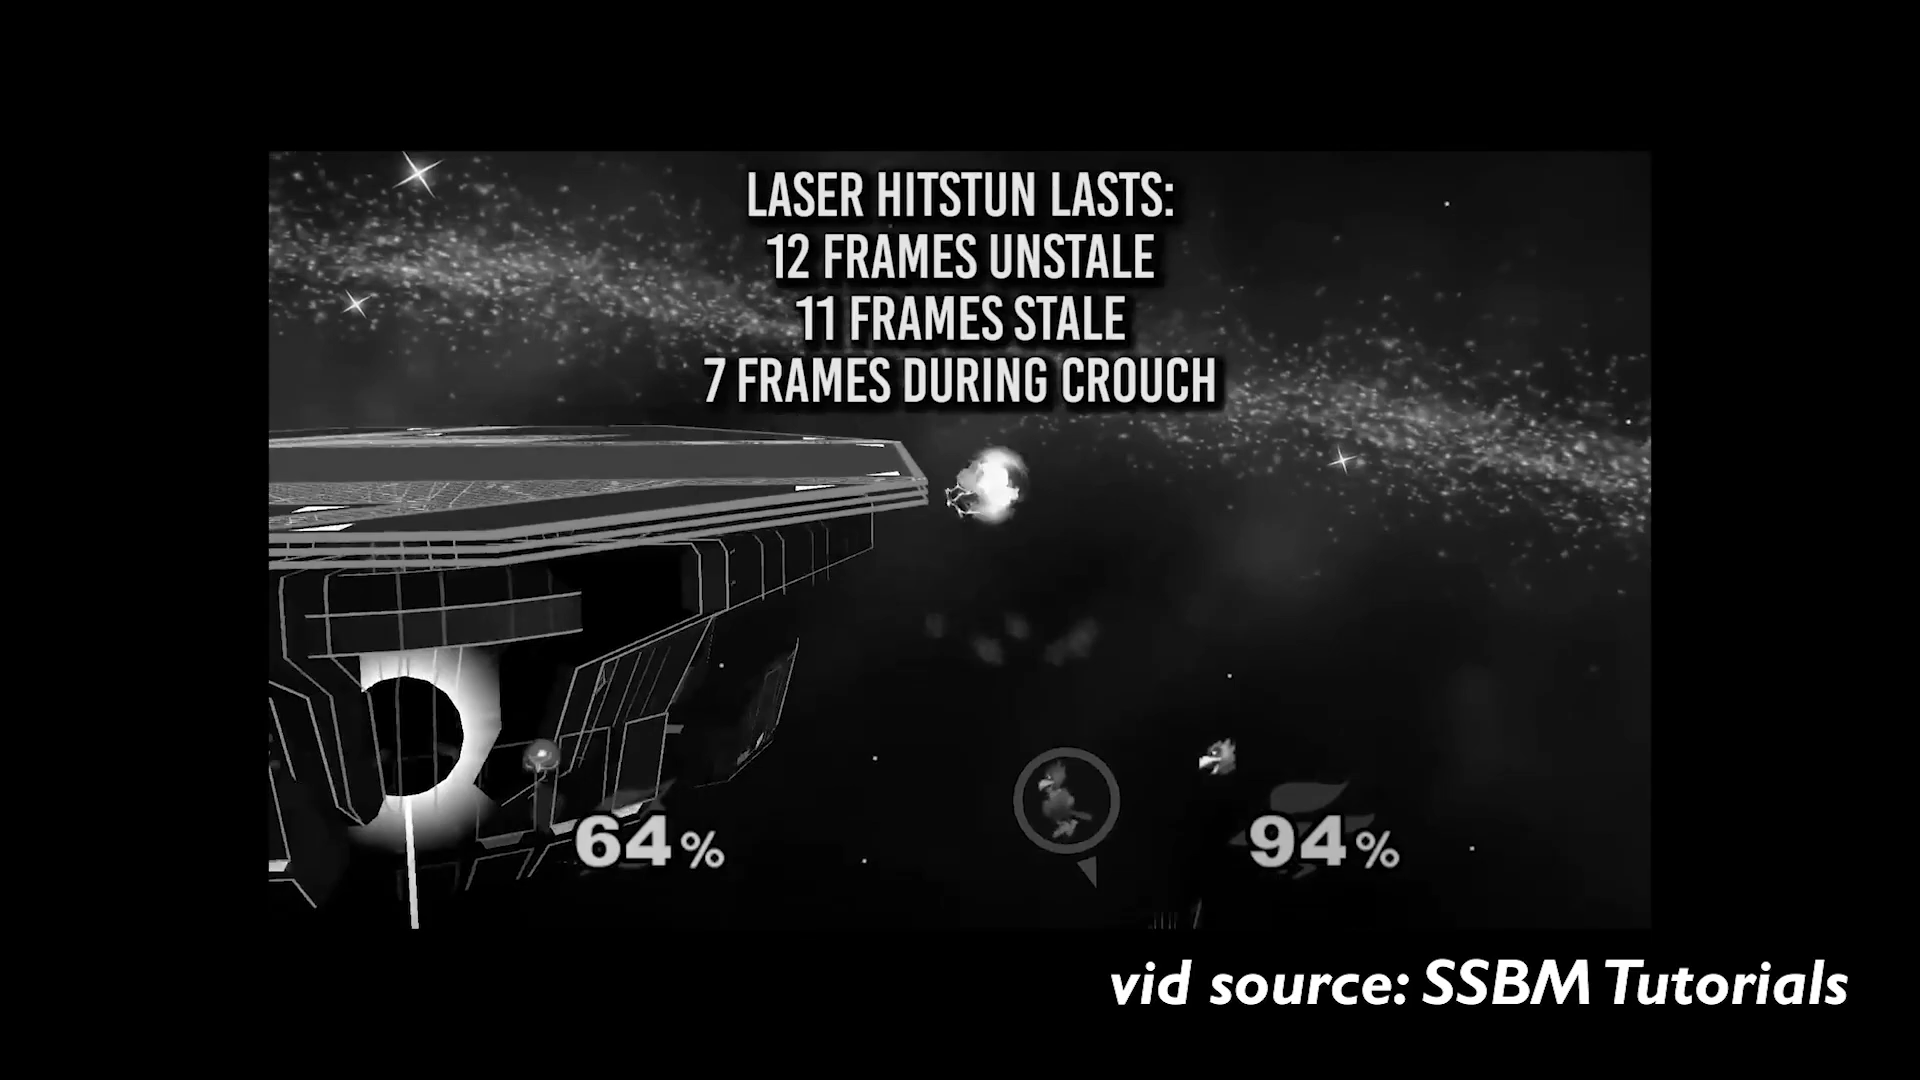 LASER HITSTUN LASTS:
12 FRAMES UNSTALE
11 FRAMES STALE
7 FRAMES DURING CROUCH
64%
94%
vid source: SSBM Tutorials